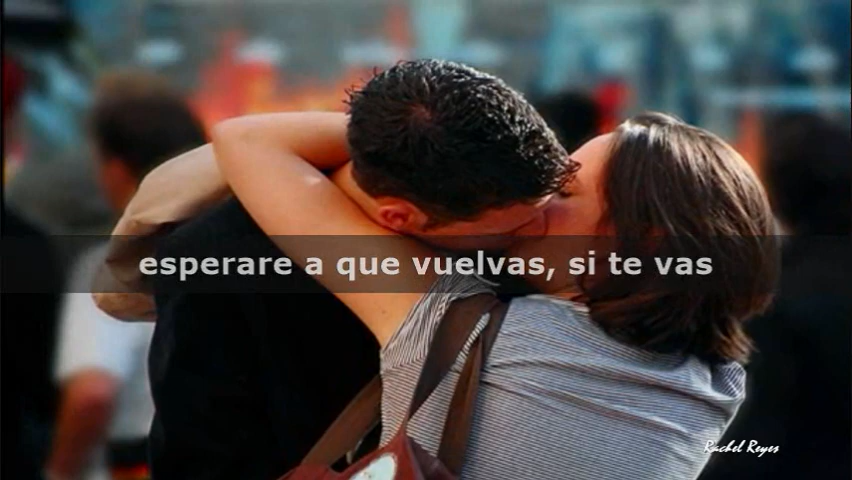 esperare a que vuelvas, si te vas
Rachel Reyes